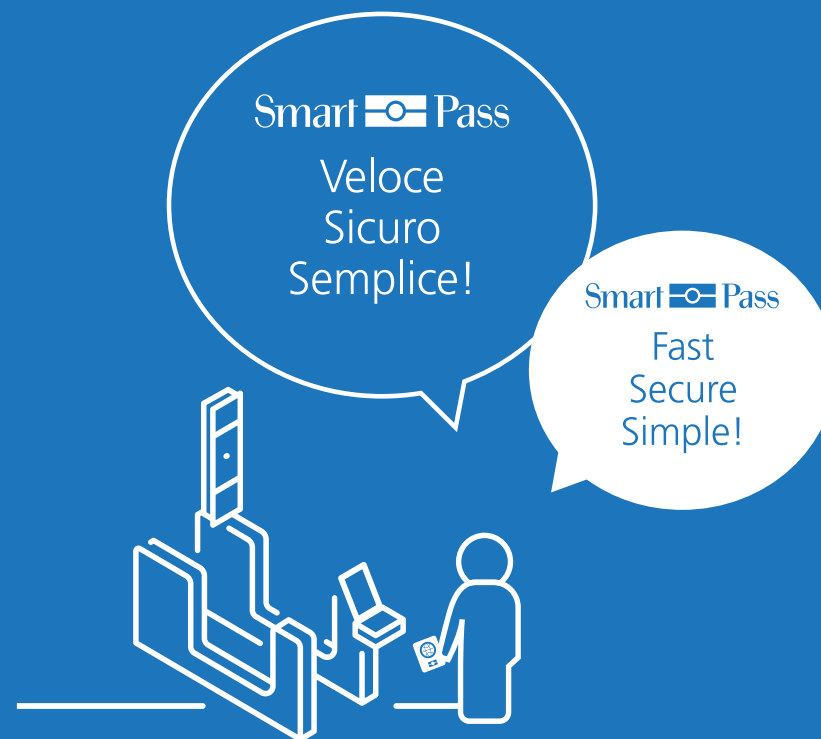 Smart Pass
Veloce
Sicuro
Semplice!
Smart Pass
Fast
Secure
Simple!